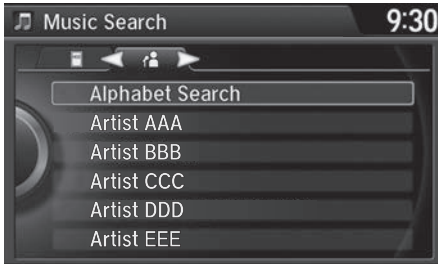 Music Search
9:30
Alphabet Search
Artist AAA
Artist BBB
Artist CCC
Artist DDD
Artist EEE